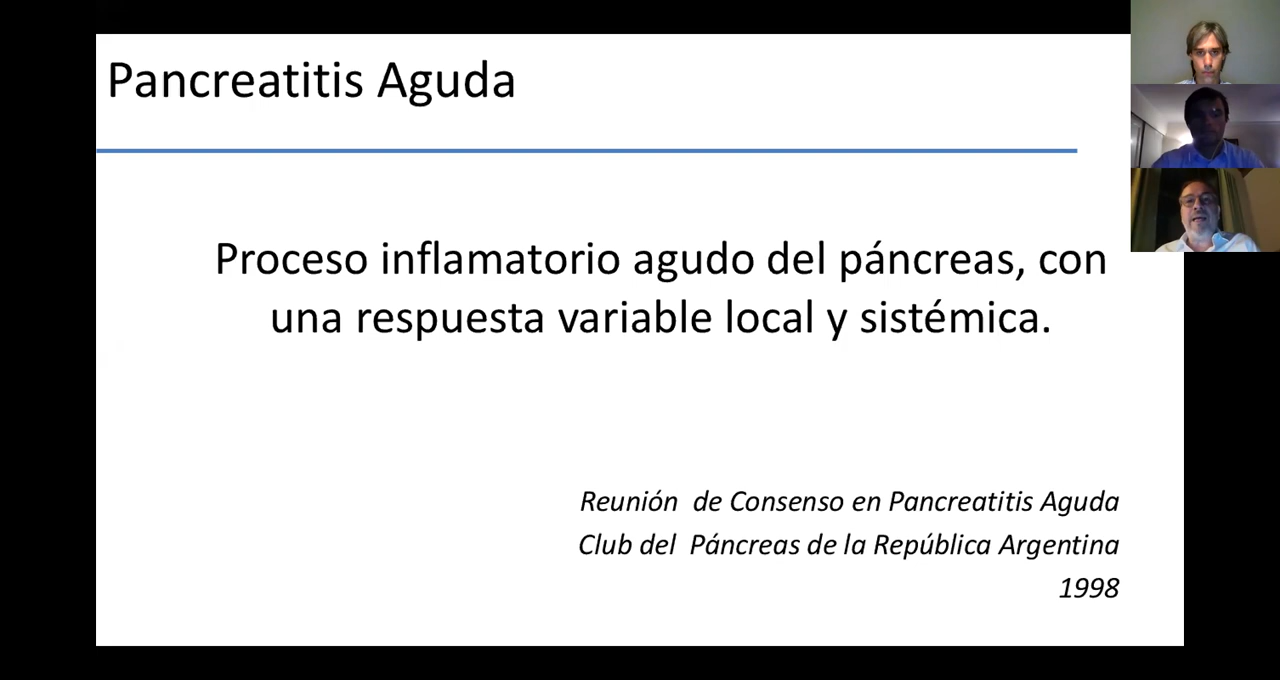 Pancreatitis Aguda
Proceso inflamatorio agudo del páncreas, con
una respuesta variable local y sistémica.
Reunión de Consenso en Pancreatitis Aguda
Club del Páncreas de la República Argentina
1998